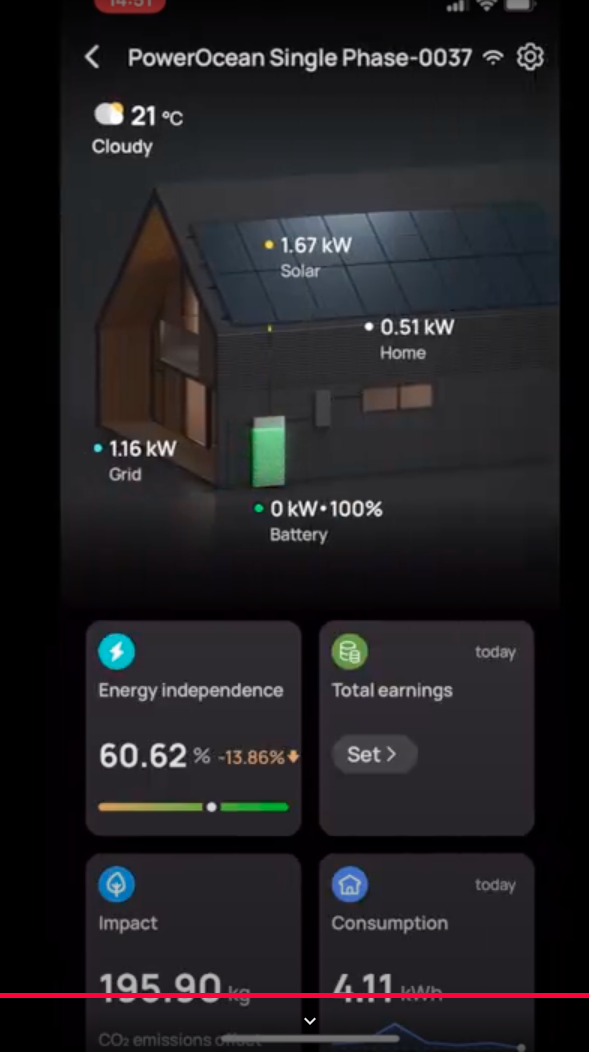 14:51
PowerOcean Single Phase-0037
21 °C
Cloudy
1.67 kW
Solar
0.51 kW
Home
1.16 kW
Grid
0 kW•100%
Battery
Energy independence
60.62 % -13.86%
today
Total earnings
Set >
Impact
195.90 kg
CO₂ emissions offset
today
Consumption
4.11 kWh